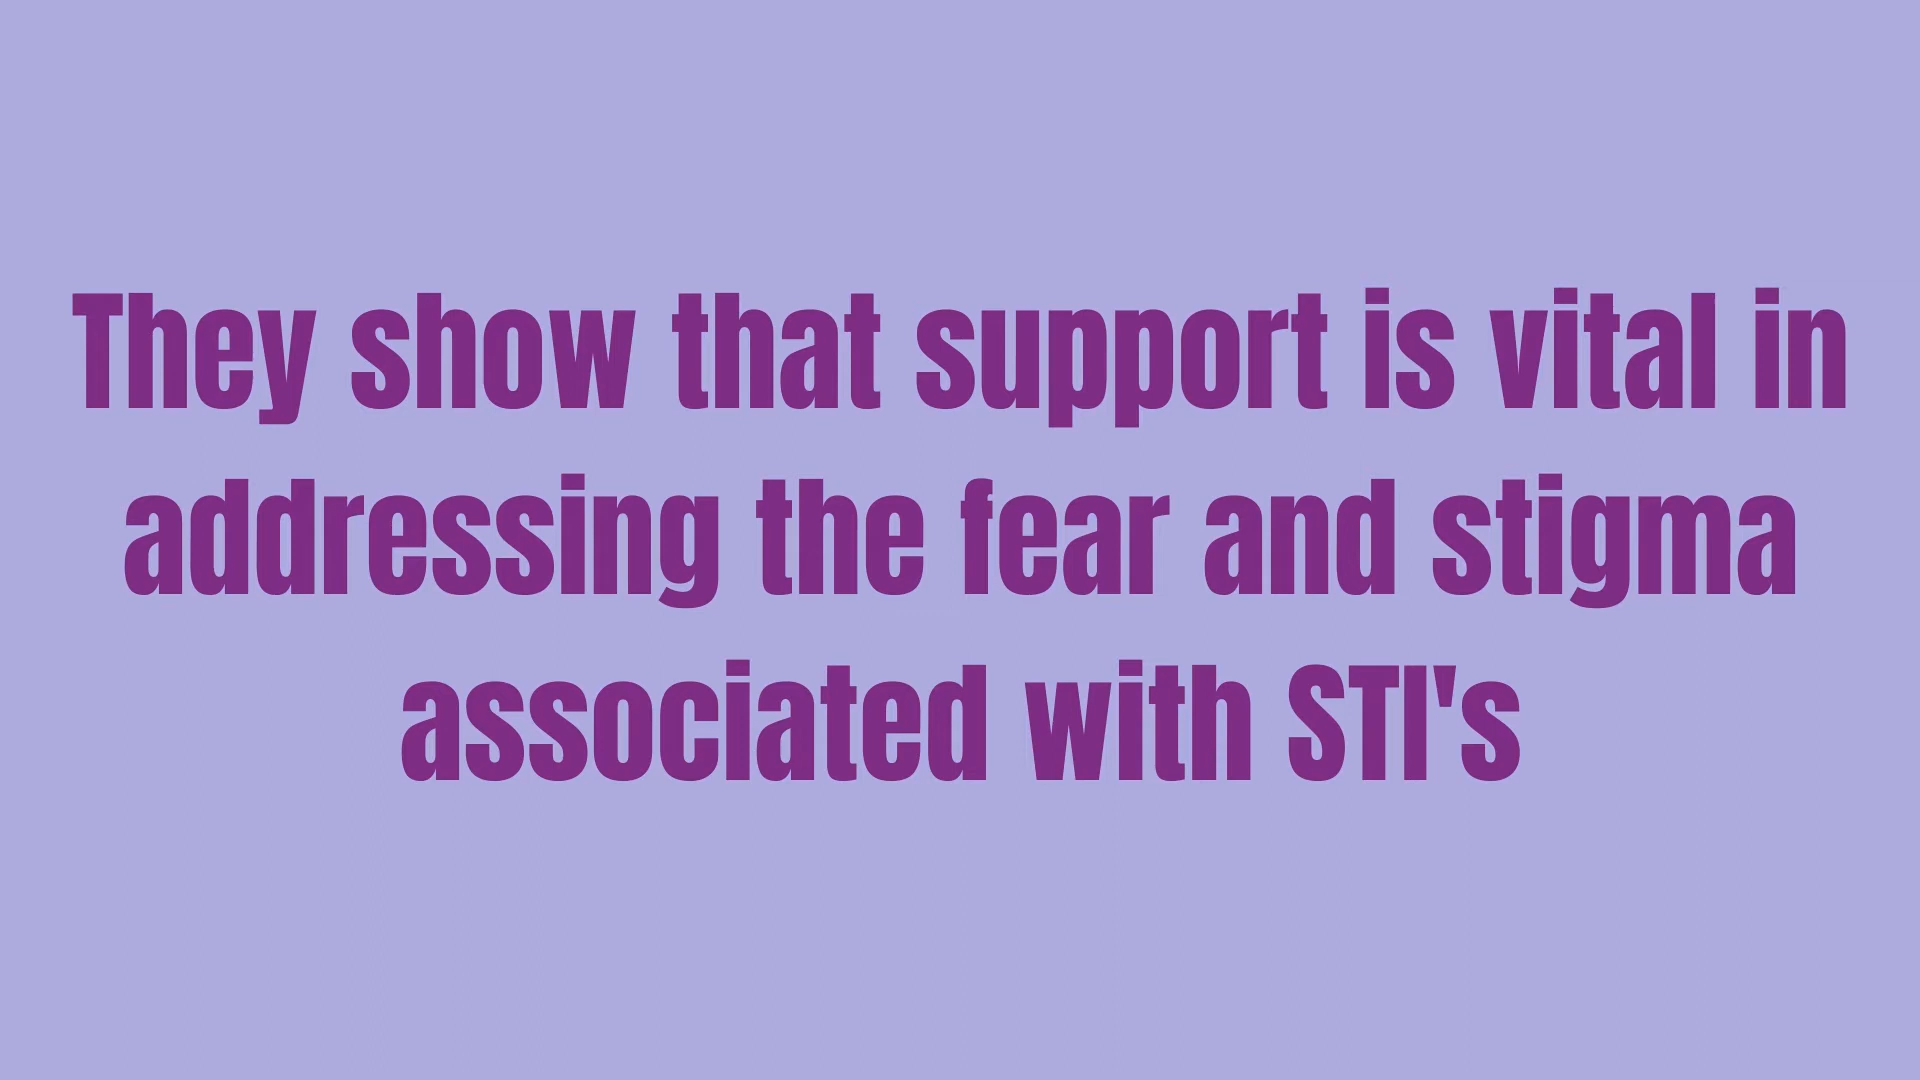 They show that support is vital in
addressing the fear and stigma
associated with STI's